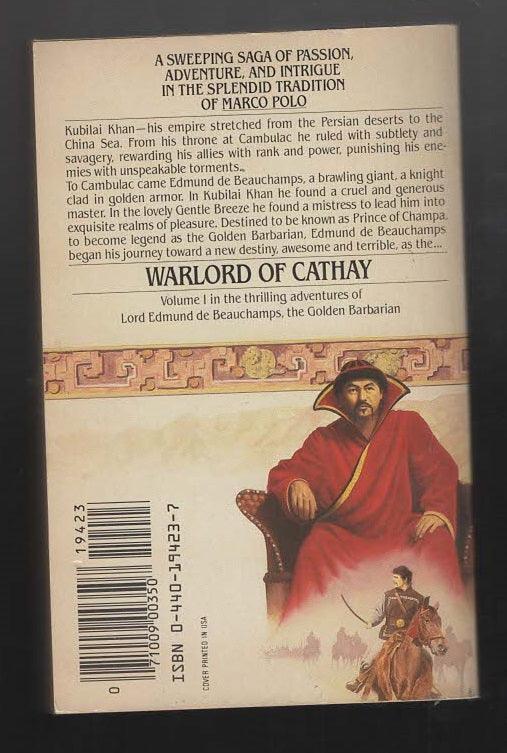 A SWEEPING SAGA OF PASSION,
ADVENTURE, AND INTRIGUE
IN THE SPLENDID TRADITION
OF MARCO POLO
Kubilai Khan—his empire stretched from the Persian deserts to the
China Sea. From his throne at Cambulac he ruled with subtlety and
savagery, rewarding his allies with rank and power, punishing his ene-
mies with unspeakable torments..
To Cambulac came Edmund de Beauchamps, a brawling giant, a knight
clad in golden armor. In Kubilai Khan he found a cruel and generous
master. In the lovely Gentle Breeze he found a mistress to lead him into
exquisite realms of pleasure. Destined to be known as Prince of Champa,
to become legend as the Golden Barbarian, Edmund de Beauchamps
began his journey toward a new destiny, awesome and terrible, as the...
WARLORD OF CATHAY
Volume I in the thrilling adventures of
Lord Edmund de Beauchamps, the Golden Barbarian
19423
0 71009 00350
ISBN 0-440-19423-7
COVER PRINTED IN USA